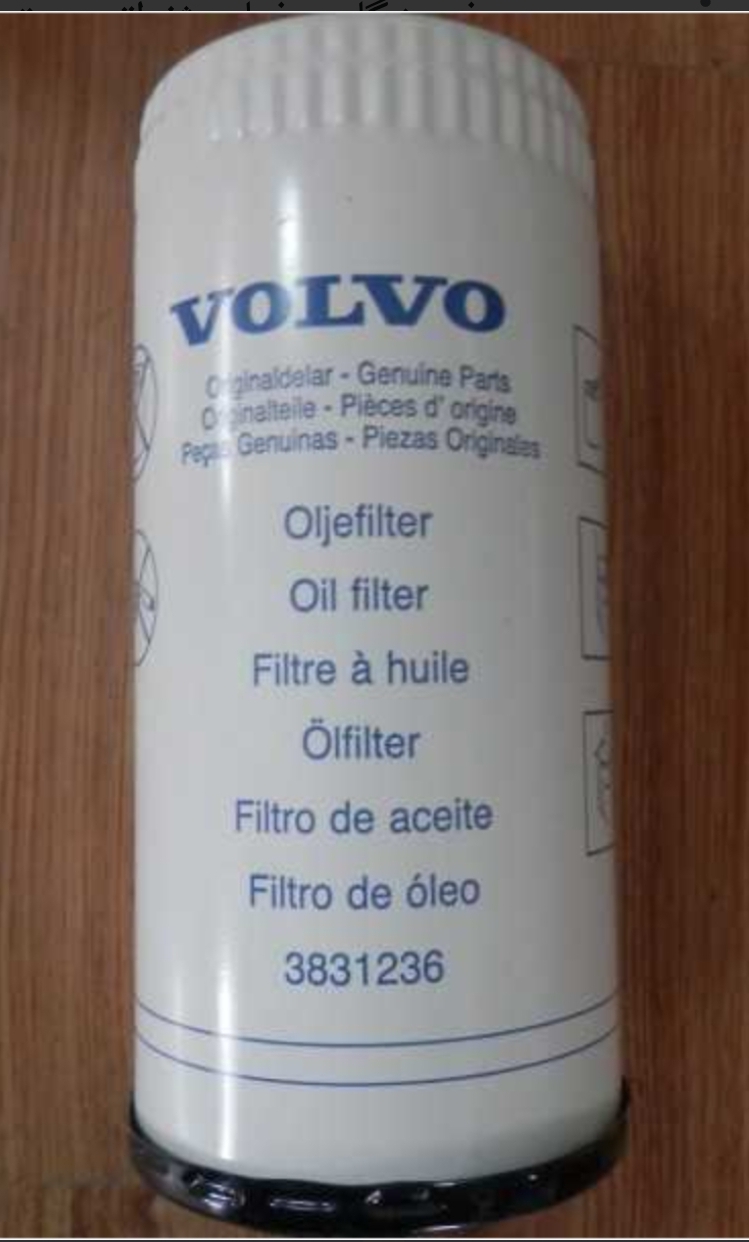 VOLVO
Originaldelar - Genuine Parts
Originalteile - Pièces d' origine
Peças Genuinas - Piezas Originales
Oljefilter
Oil filter
Filtre à huile
Ölfilter
Filtro de aceite
Filtro de óleo
3831236